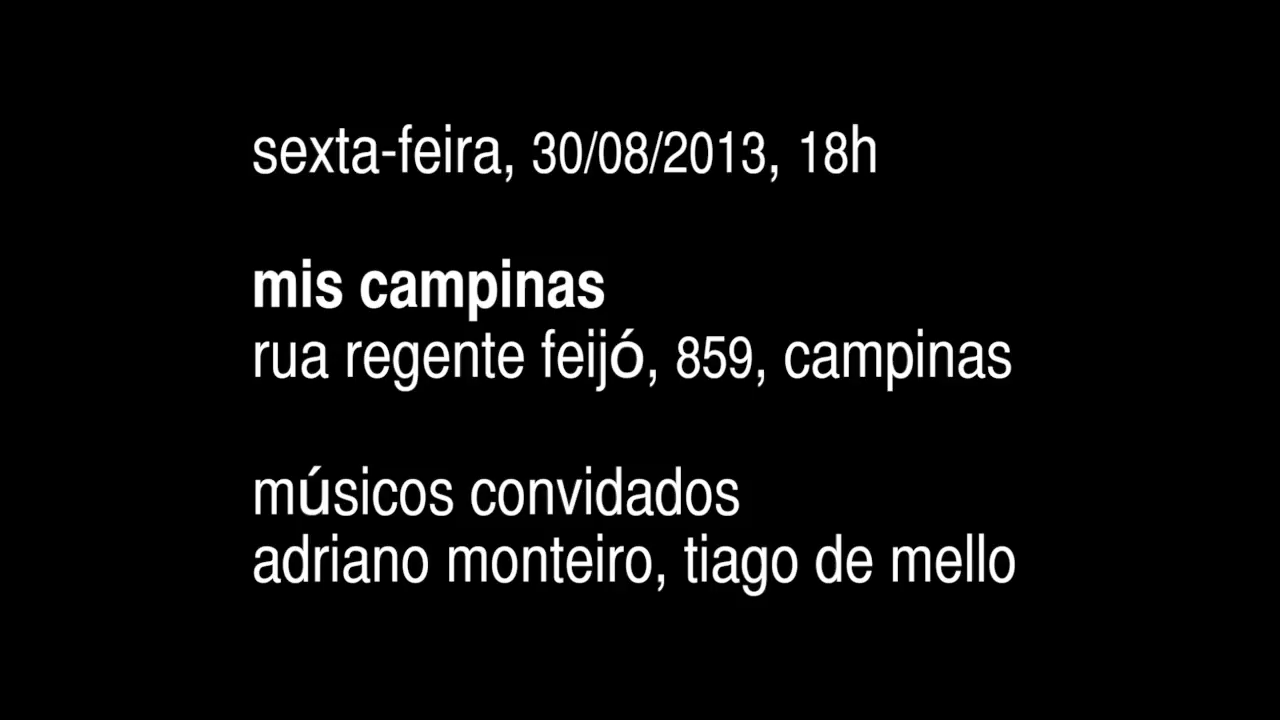 sexta-feira, 30/08/2013, 18h
mis campinas
rua regente feijó, 859, campinas
músicos convidados
adriano monteiro, tiago de mello